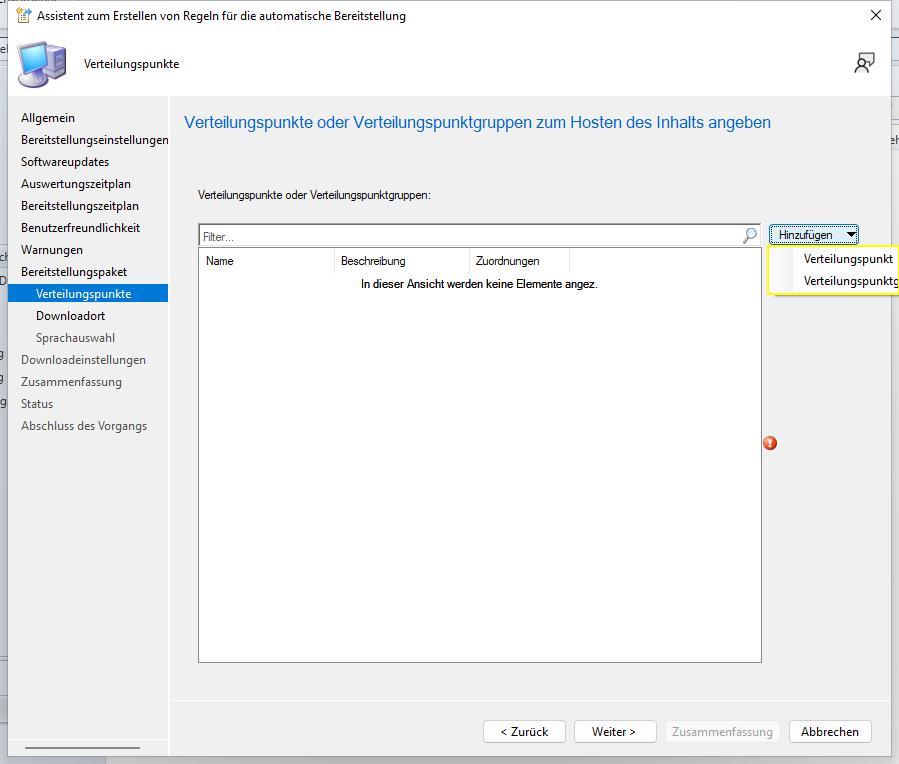 Assistent zum Erstellen von Regeln für die automatische Bereitstellung
Verteilungspunkte
Allgemein
Bereitstellungseinstellungen
Softwareupdates
Auswertungszeitplan
Bereitstellungszeitplan
Benutzerfreundlichkeit
Warnungen
Bereitstellungspaket
Verteilungspunkte
Downloadort
Sprachauswahl
Downloadeinstellungen
Zusammenfassung
Status
Abschluss des Vorgangs
Verteilungspunkte oder Verteilungspunktgruppen zum Hosten des Inhalts angeben
Verteilungspunkte oder Verteilungspunktgruppen:
Filter...
Hinzufügen
Verteilungspunkt
Verteilungspunktg
Name Beschreibung Zuordnungen
In dieser Ansicht werden keine Elemente angez.
< Zurück Weiter > Zusammenfassung Abbrechen